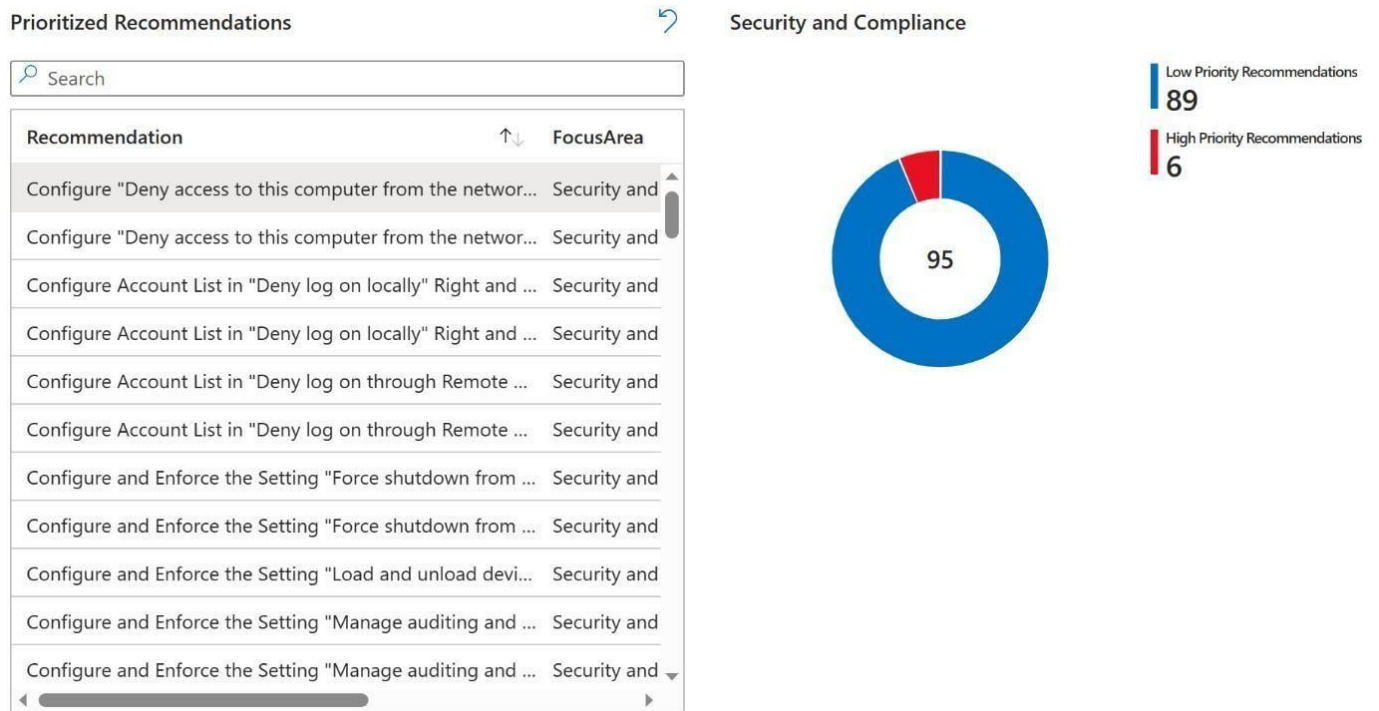 Prioritized Recommendations
Search
Recommendation FocusArea
Configure "Deny access to this computer from the networ... Security and
Configure "Deny access to this computer from the networ... Security and
Configure Account List in "Deny log on locally" Right and ... Security and
Configure Account List in "Deny log on locally" Right and ... Security and
Configure Account List in "Deny log on through Remote ... Security and
Configure Account List in "Deny log on through Remote ... Security and
Configure and Enforce the Setting "Force shutdown from ... Security and
Configure and Enforce the Setting "Force shutdown from ... Security and
Configure and Enforce the Setting "Load and unload devi... Security and
Configure and Enforce the Setting "Manage auditing and ... Security and
Configure and Enforce the Setting "Manage auditing and ... Security and
Security and Compliance
Low Priority Recommendations
89
High Priority Recommendations
6
95